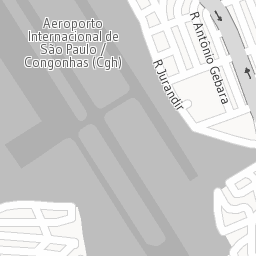 Aeroporto
Internacional de
São Paulo /
Congonhas (Cgh)
R Jurandir
R Antônio Gebara